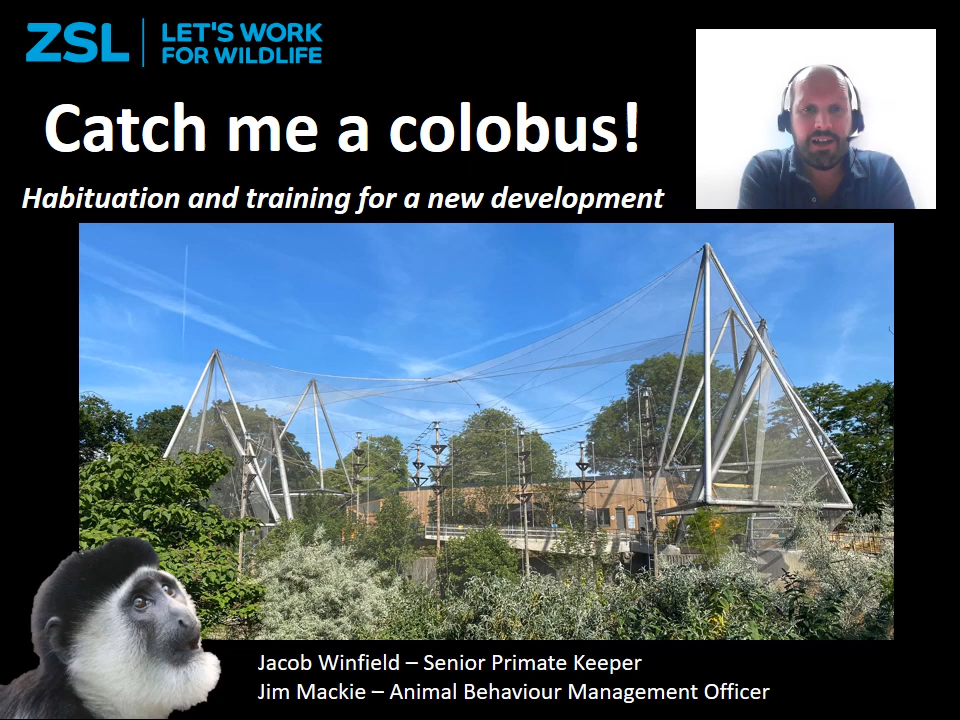 ZSL
LET'S WORK
FOR WILDLIFE
Catch me a colobus!
Habituation and training for a new development
Jacob Winfield – Senior Primate Keeper
Jim Mackie – Animal Behaviour Management Officer